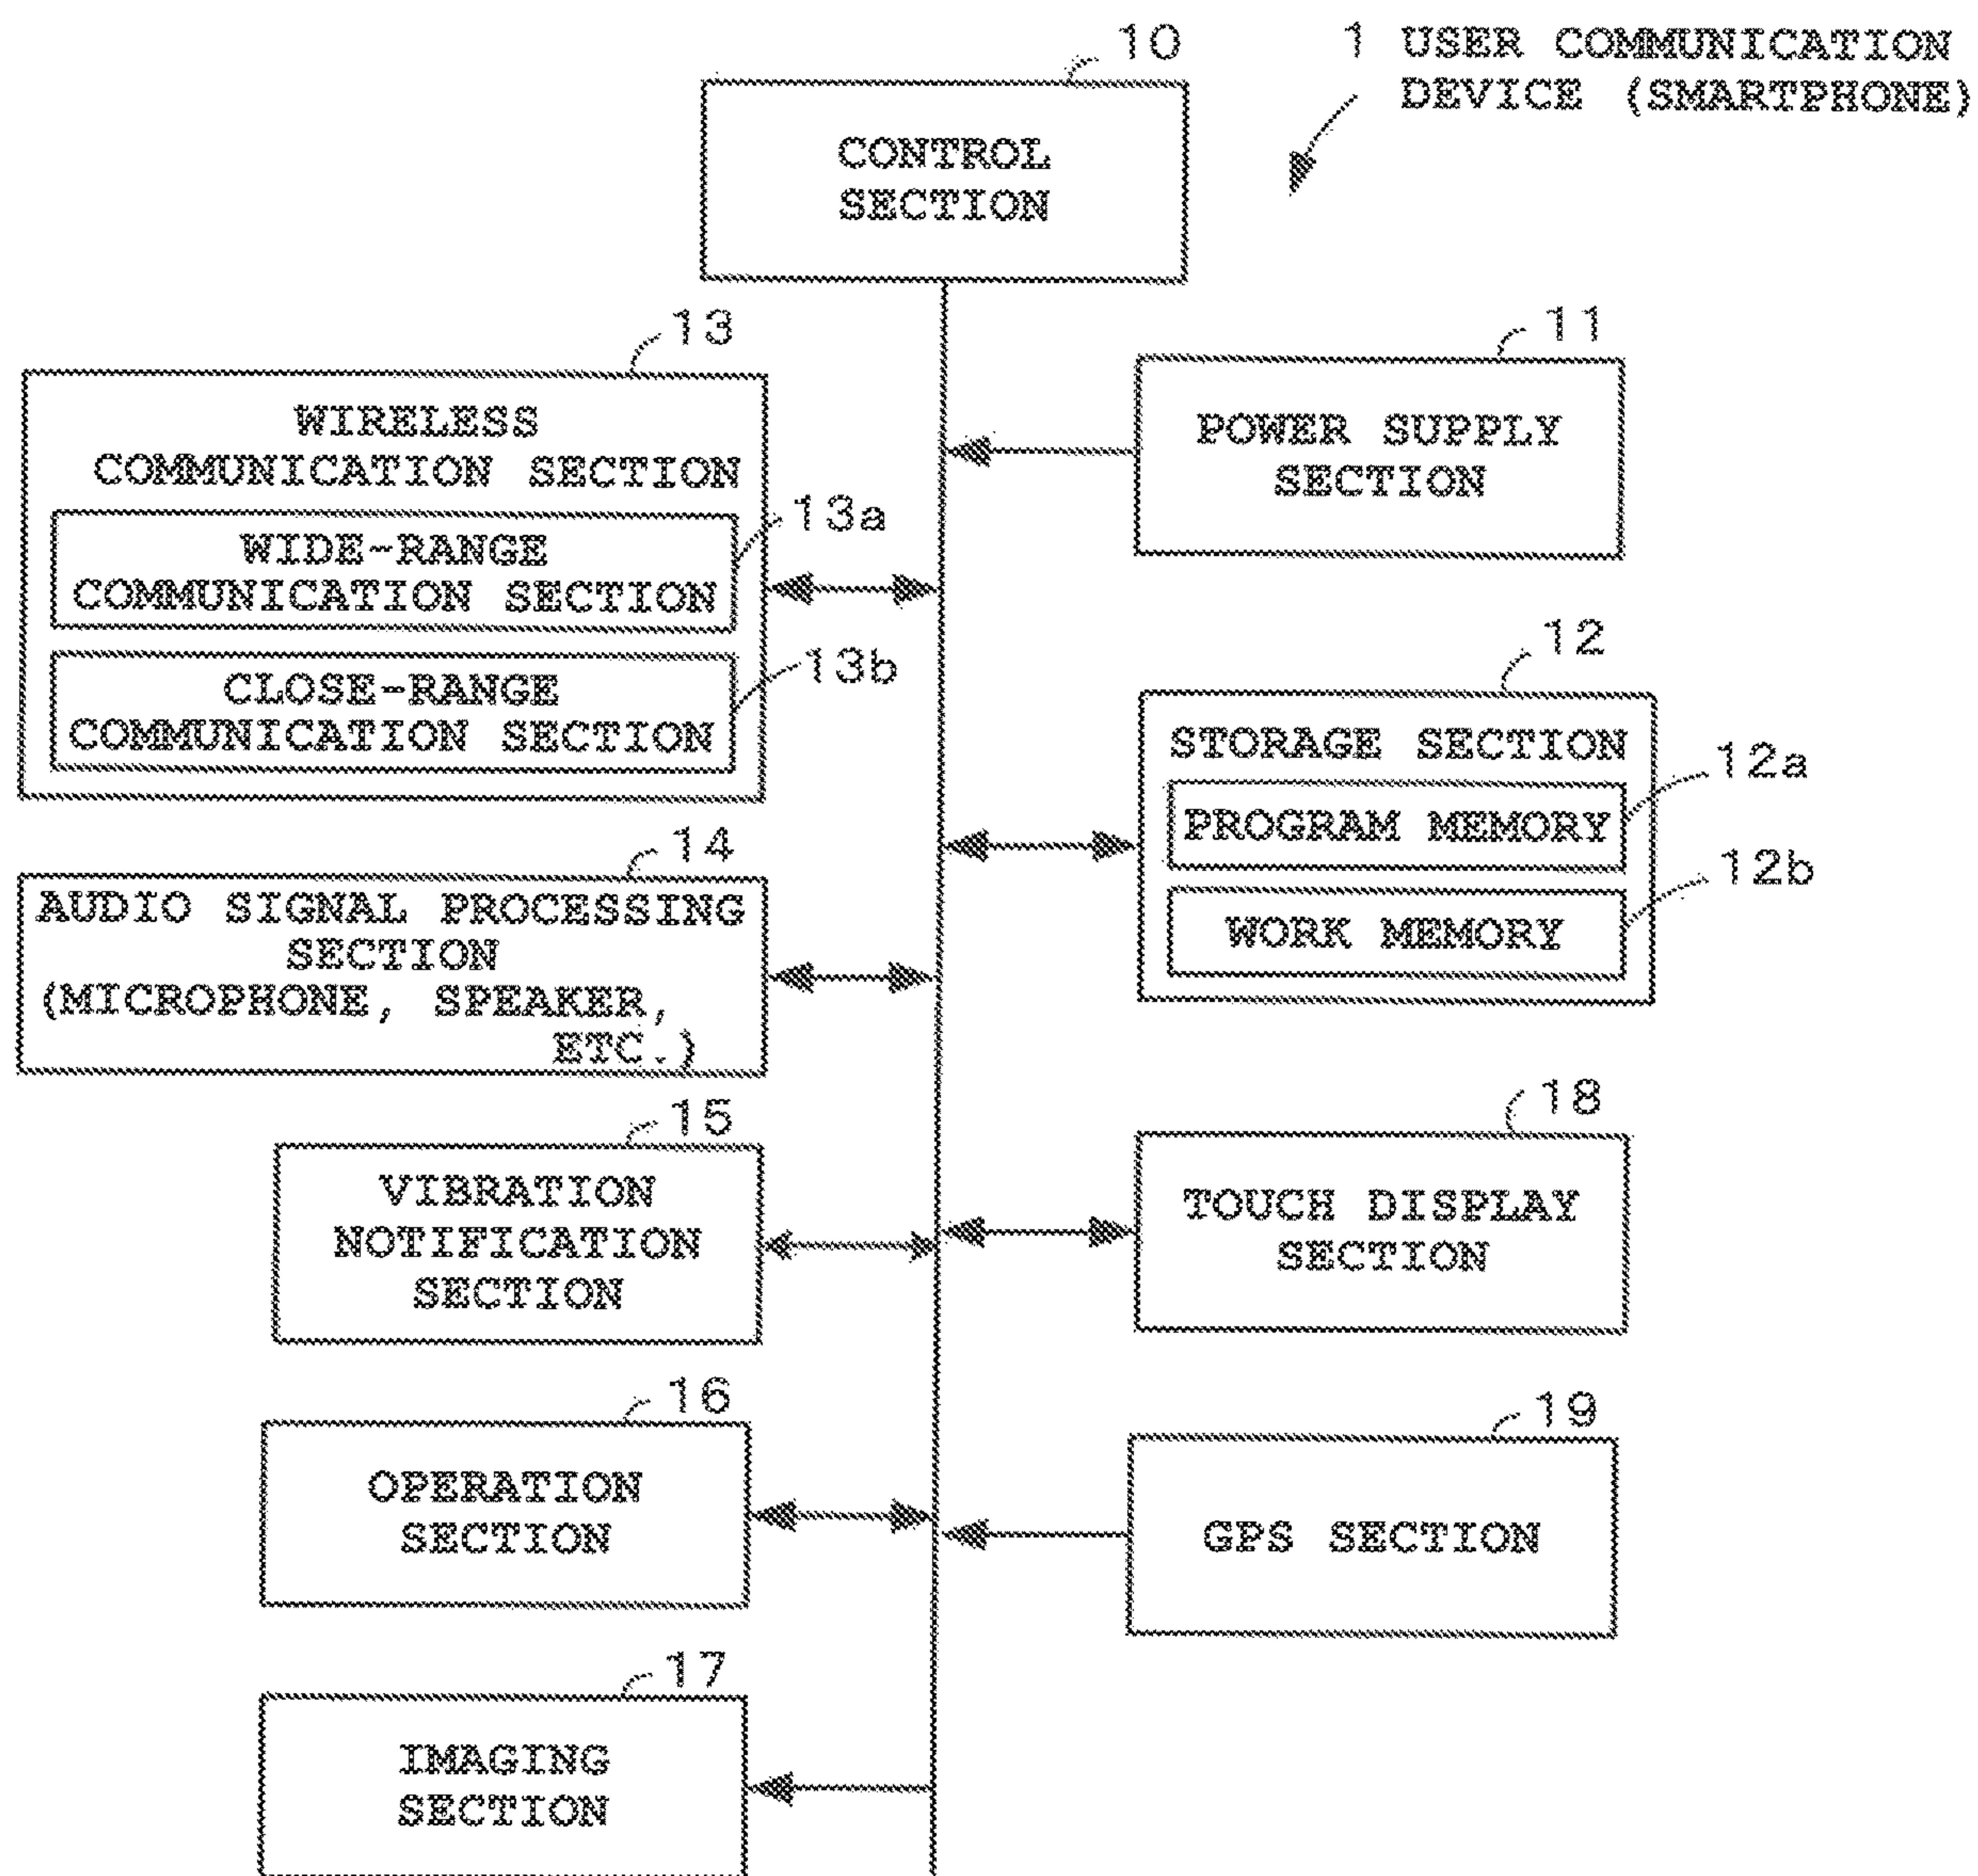 10
1 USER COMMUNICATION
DEVICE (SMARTPHONE)
CONTROL
SECTION
13
WIRELESS
COMMUNICATION SECTION
13a
WIDE-RANGE
COMMUNICATION SECTION
13b
CLOSE-RANGE
COMMUNICATION SECTION
11
POWER SUPPLY
SECTION
12
STORAGE SECTION
12a
PROGRAM MEMORY
12b
WORK MEMORY
14
AUDIO SIGNAL PROCESSING
SECTION
(MICROPHONE, SPEAKER,
ETC.)
15
VIBRATION
NOTIFICATION
SECTION
18
TOUCH DISPLAY
SECTION
16
OPERATION
SECTION
19
GPS SECTION
17
IMAGING
SECTION